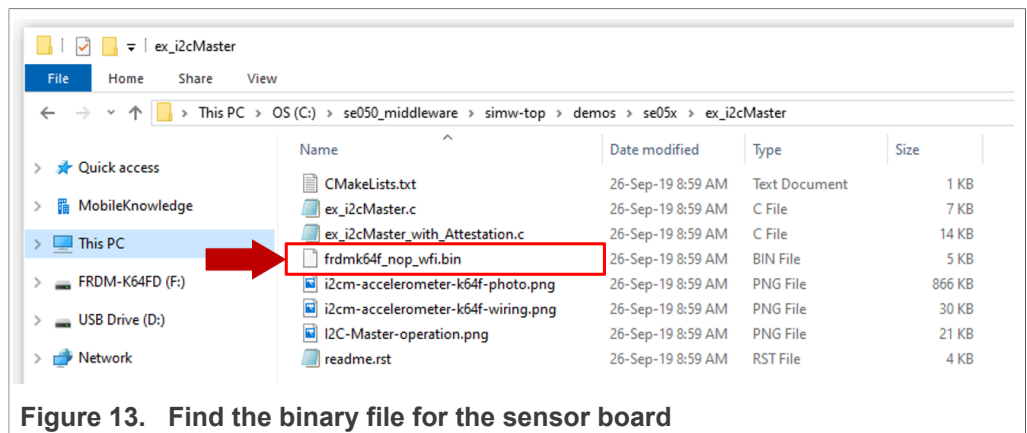 ex_i2cMaster
File Home Share View
This PC > OS (C:) > se050_middleware > simw-top > demos > se05x > ex_i2cMaster
Name Date modified Type Size
Quick access
MobileKnowledge
This PC
FRDM-K64FD (F:)
USB Drive (D:)
Network
CMakeLists.txt 26-Sep-19 8:59 AM Text Document 1 KB
ex_i2cMaster.c 26-Sep-19 8:59 AM C File 7 KB
ex_i2cMaster_with_Attestation.c 26-Sep-19 8:59 AM C File 14 KB
frdmk64f_nop_wfi.bin 26-Sep-19 8:59 AM BIN File 5 KB
i2cm-accelerometer-k64f-photo.png 26-Sep-19 8:59 AM PNG File 866 KB
i2cm-accelerometer-k64f-wiring.png 26-Sep-19 8:59 AM PNG File 30 KB
I2C-Master-operation.png 26-Sep-19 8:59 AM PNG File 21 KB
readme.rst 26-Sep-19 8:59 AM RST File 4 KB
Figure 13. Find the binary file for the sensor board